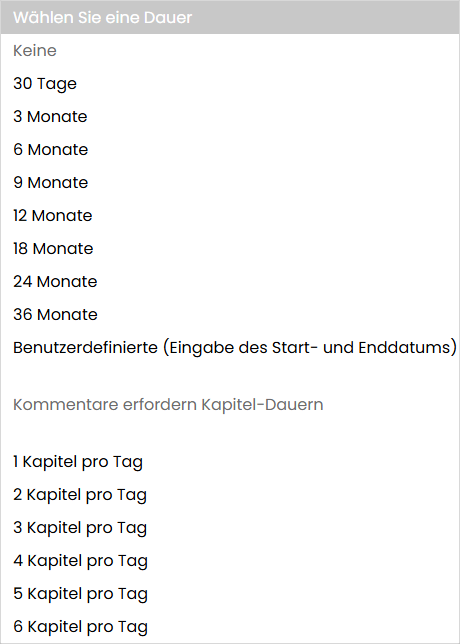 Wählen Sie eine Dauer
Keine
30 Tage
3 Monate
6 Monate
9 Monate
12 Monate
18 Monate
24 Monate
36 Monate
Benutzerdefinierte (Eingabe des Start- und Enddatums)
Kommentare erfordern Kapitel-Dauern
1 Kapitel pro Tag
2 Kapitel pro Tag
3 Kapitel pro Tag
4 Kapitel pro Tag
5 Kapitel pro Tag
6 Kapitel pro Tag